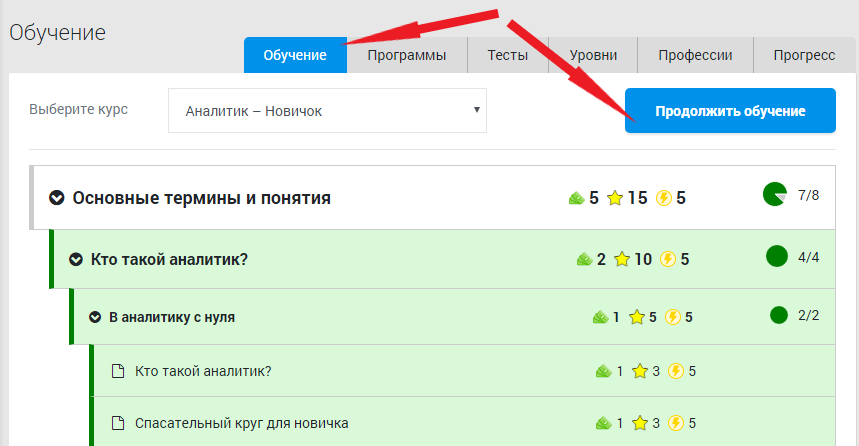 Обучение
Обучение Программы Тесты Уровни Профессии Прогресс
Выберите курс Аналитик – Новичок Продолжить обучение
Основные термины и понятия 5 15 5 7/8
Кто такой аналитик? 2 10 5 4/4
В аналитику с нуля 1 5 5 2/2
Кто такой аналитик? 1 3 5
Спасательный круг для новичка 1 3 5